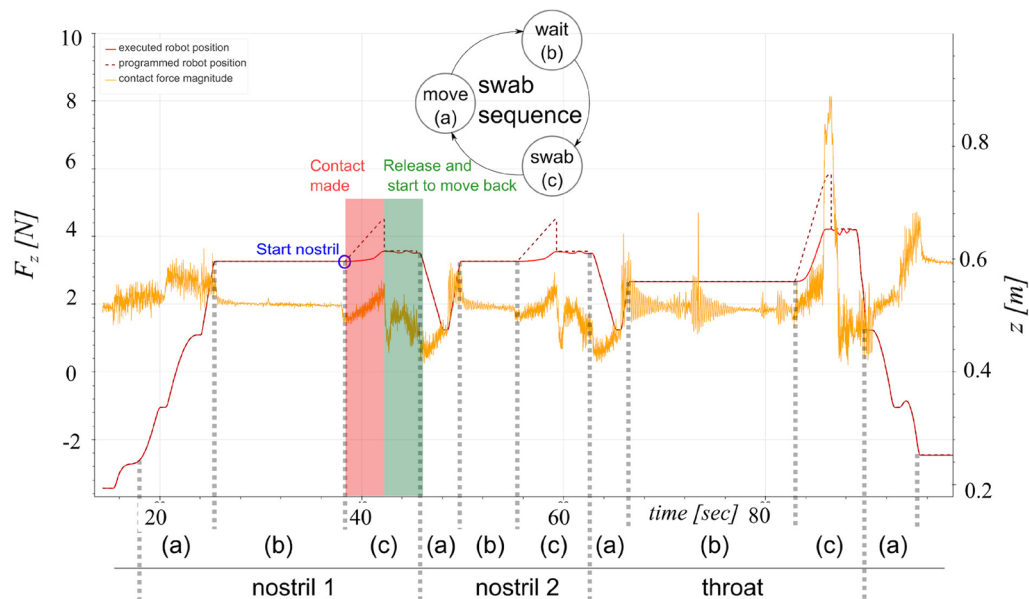 10
8
6
4
2
0
-2
F_z [N]
executed robot position
programmed robot position
contact force magnitude
wait
(b)
move
(a)
swab
sequence
swab
(c)
Contact
made
Release and
start to move back
Start nostril
0.8
0.6
0.4
0.2
z [m]
20
40
60
time [sec]
80
(a)
(b)
(c)
(a)
(b)
(c)
(a)
(b)
(c)
(a)
nostril 1
nostril 2
throat